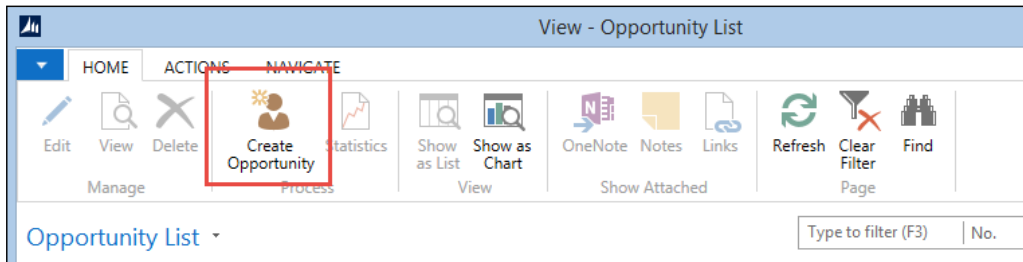 View - Opportunity List
HOME ACTIONS NAVIGATE
Edit View Delete Create Opportunity Statistics Show as List Show as Chart OneNote Notes Links Refresh Clear Filter Find
Manage Process View Show Attached Page
Opportunity List Type to filter (F3) No.